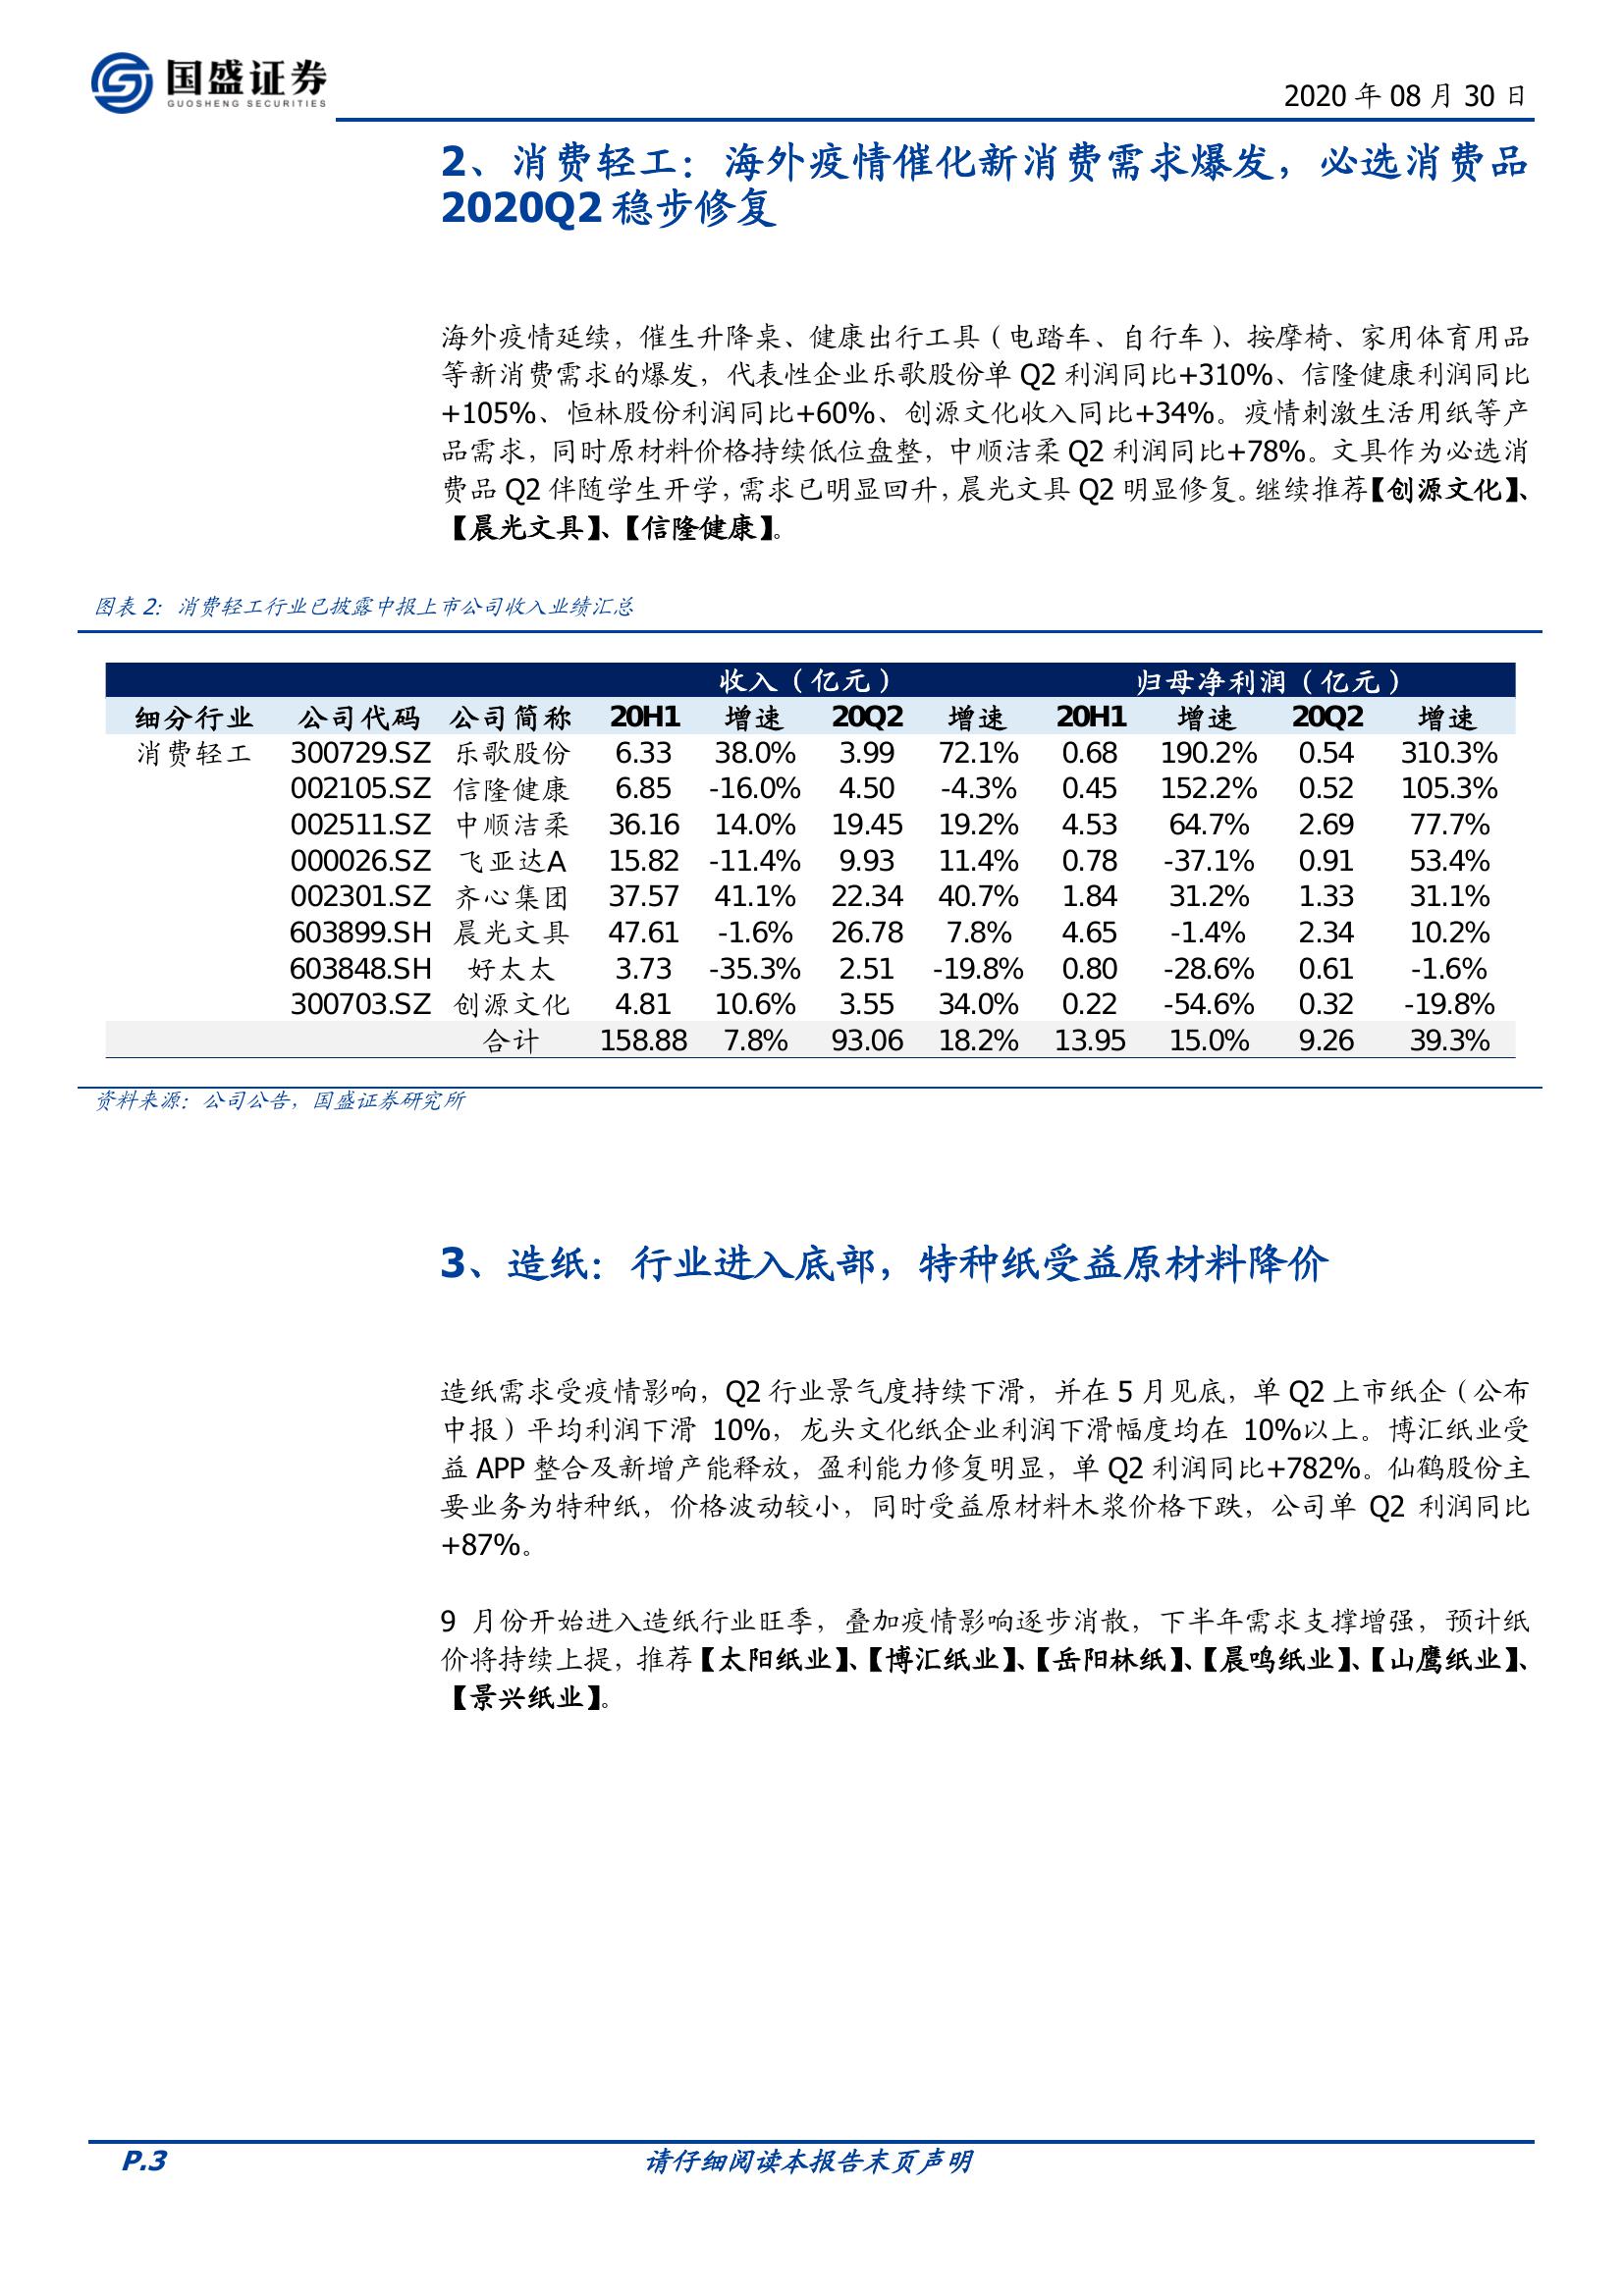 国盛证券
GUOSHENG SECURITIES
2020 年 08 月 30 日
2、消费轻工：海外疫情催化新消费需求爆发，必选消费品
2020Q2 稳步修复
海外疫情延续，催生升降桌、健康出行工具（电踏车、自行车）、按摩椅、家用体育用品
等新消费需求的爆发，代表性企业乐歌股份单 Q2 利润同比+310%、信隆健康利润同比
+105%、恒林股份利润同比+60%、创源文化收入同比+34%。疫情刺激生活用纸等产
品需求，同时原材料价格持续低位盘整，中顺洁柔 Q2 利润同比+78%。文具作为必选消
费品 Q2 伴随学生开学，需求已明显回升，晨光文具 Q2 明显修复。继续推荐【创源文化】、
【晨光文具】、【信隆健康】。
图表 2：消费轻工行业已披露中报上市公司收入业绩汇总
收入（亿元） 归母净利润（亿元）
细分行业 公司代码 公司简称 20H1 增速 20Q2 增速 20H1 增速 20Q2 增速
消费轻工 300729.SZ 乐歌股份 6.33 38.0% 3.99 72.1% 0.68 190.2% 0.54 310.3%
002105.SZ 信隆健康 6.85 -16.0% 4.50 -4.3% 0.45 152.2% 0.52 105.3%
002511.SZ 中顺洁柔 36.16 14.0% 19.45 19.2% 4.53 64.7% 2.69 77.7%
000026.SZ 飞亚达A 15.82 -11.4% 9.93 11.4% 0.78 -37.1% 0.91 53.4%
002301.SZ 齐心集团 37.57 41.1% 22.34 40.7% 1.84 31.2% 1.33 31.1%
603899.SH 晨光文具 47.61 -1.6% 26.78 7.8% 4.65 -1.4% 2.34 10.2%
603848.SH 好太太 3.73 -35.3% 2.51 -19.8% 0.80 -28.6% 0.61 -1.6%
300703.SZ 创源文化 4.81 10.6% 3.55 34.0% 0.22 -54.6% 0.32 -19.8%
合计 158.88 7.8% 93.06 18.2% 13.95 15.0% 9.26 39.3%
资料来源：公司公告，国盛证券研究所
3、造纸：行业进入底部，特种纸受益原材料降价
造纸需求受疫情影响，Q2 行业景气度持续下滑，并在 5 月见底，单 Q2 上市纸企（公布
中报）平均利润下滑 10%，龙头文化纸企业利润下滑幅度均在 10%以上。博汇纸业受
益 APP 整合及新增产能释放，盈利能力修复明显，单 Q2 利润同比+782%。仙鹤股份主
要业务为特种纸，价格波动较小，同时受益原材料木浆价格下跌，公司单 Q2 利润同比
+87%。
9 月份开始进入造纸行业旺季，叠加疫情影响逐步消散，下半年需求支撑增强，预计纸
价将持续上提，推荐【太阳纸业】、【博汇纸业】、【岳阳林纸】、【晨鸣纸业】、【山鹰纸业】、
【景兴纸业】。
P.3 请仔细阅读本报告末页声明